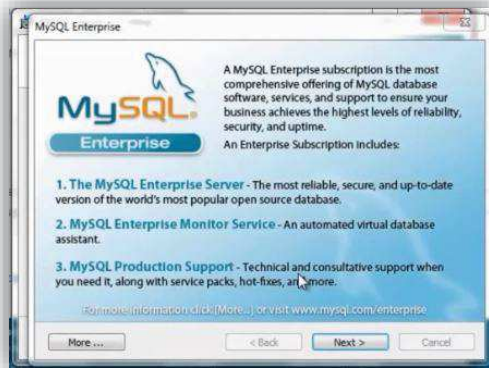 MySQL Enterprise
A MySQL Enterprise subscription is the most
comprehensive offering of MySQL database
software, services, and support to ensure your
business achieves the highest levels of reliability,
security, and uptime.
An Enterprise Subscription includes:
MySQL.
Enterprise
1. The MySQL Enterprise Server - The most reliable, secure, and up-to-date
version of the world's most popular open source database.
2. MySQL Enterprise Monitor Service - An automated virtual database
assistant.
3. MySQL Production Support - Technical and consultative support when
you need it, along with service packs, hot-fixes, and more.
For more information click [More...] or visit www.mysql.com/enterprise
More ...
< Back
Next >
Cancel